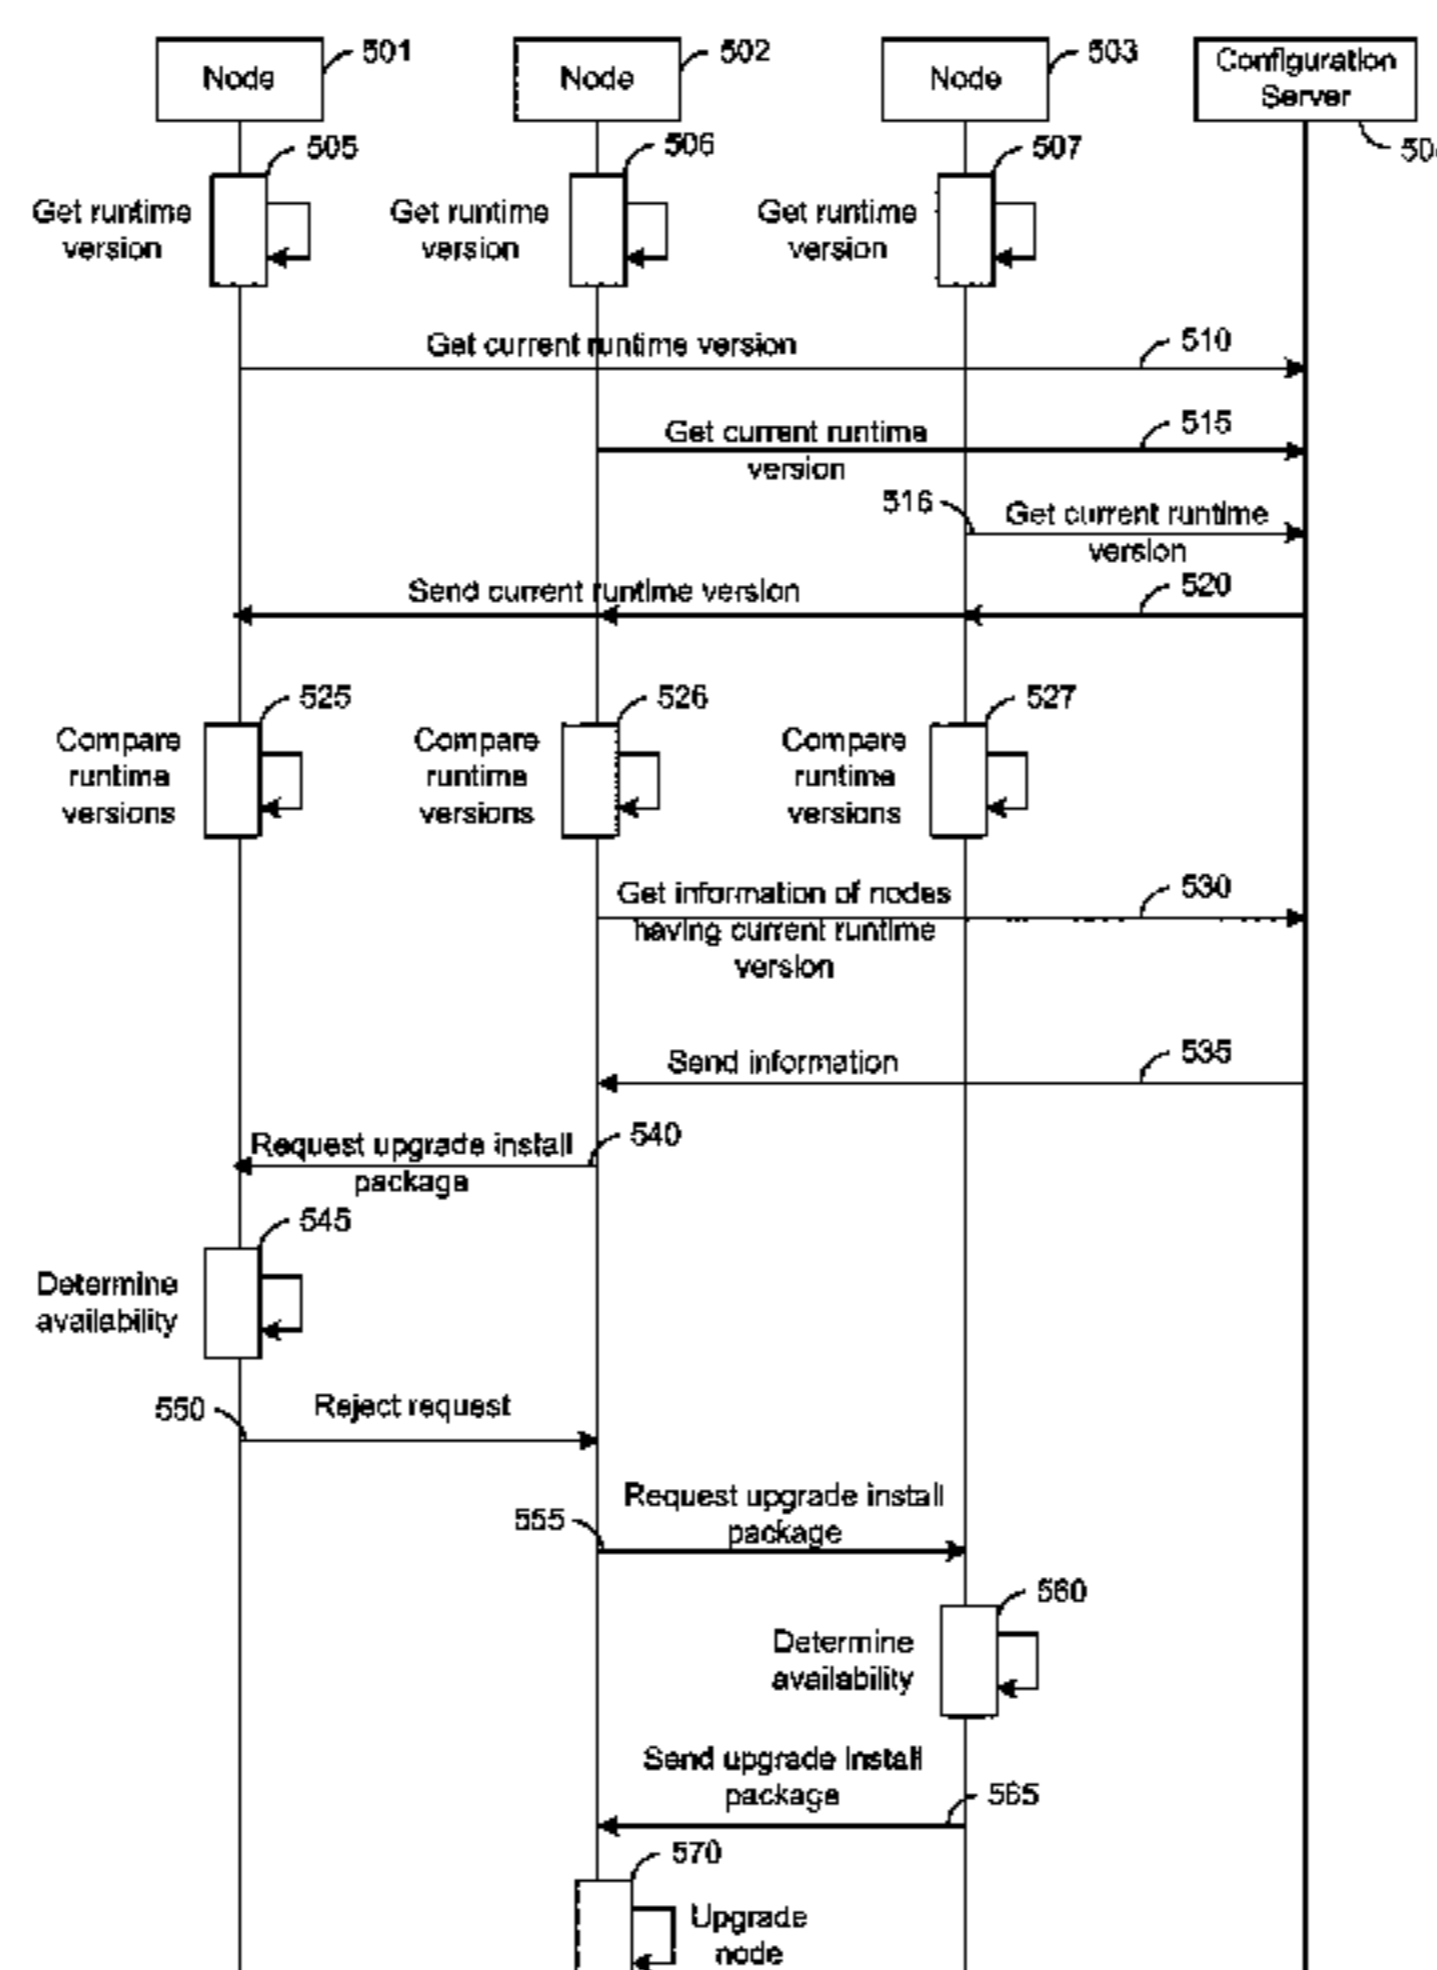 501
502
503
Node
Node
Node
Configuration
Server
505
506
507
Get runtime
version
Get runtime
version
Get runtime
version
Get current runtime version
510
Get current runtime
version
515
516
Get current runtime
version
Send current runtime version
520
525
526
527
Compare
runtime
versions
Compare
runtime
versions
Compare
runtime
versions
Get information of nodes
having current runtime
version
530
Send information
535
Request upgrade install
package
540
545
Determine
availability
550
Reject request
Request upgrade install
package
555
560
Determine
availability
Send upgrade install
package
565
570
Upgrade
node